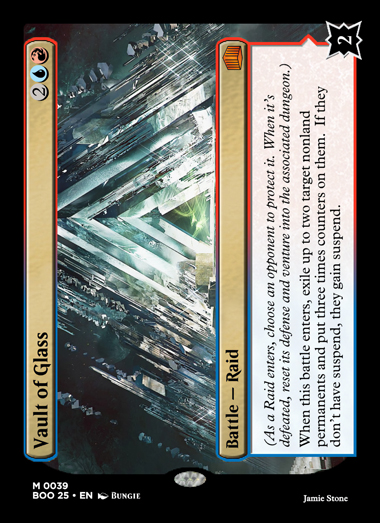 Vault of Glass
2
Battle — Raid
2
(As a Raid enters, choose an opponent to protect it. When it's
defeated, reset its defense and venture into the associated dungeon.)
When this battle enters, exile up to two target nonland
permanents and put three times counters on them. If they
don't have suspend, they gain suspend.
M 0039
BOO 25 • EN BUNGIE
Jamie Stone